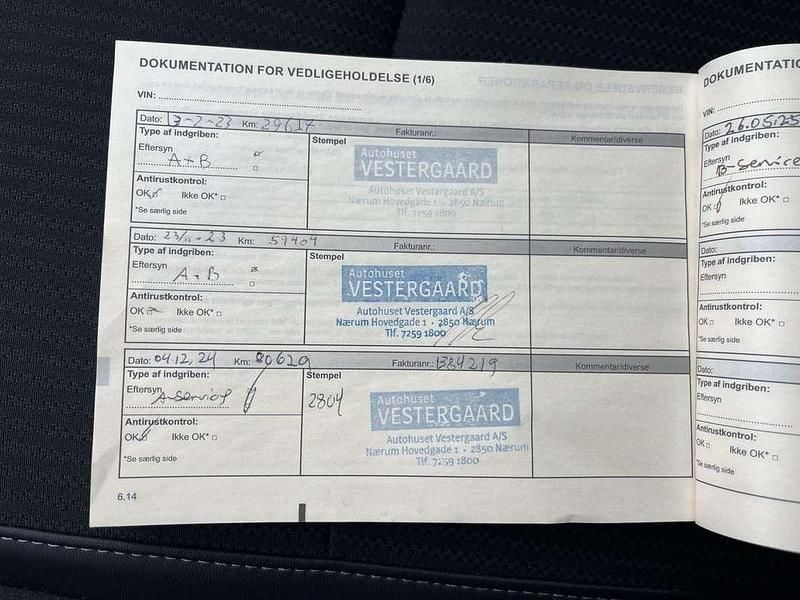 DOKUMENTATION FOR VEDLIGEHOLDELSE (1/6)
VIN:
Dato: 13-2-23 Km: 29617 Fakturanr.: Kommentar/diverse
Type af indgriben: Stempel
Eftersyn
A+B
Autohuset
VESTERGAARD
Autohuset Vestergaard A/S
Nærum Hovedgade 1 · 2850 Nærum
Tlf. 7259 1800
Antirustkontrol:
OK Ikke OK*
*Se særlig side
Dato: 23/11-23 Km: 59404 Fakturanr.: Kommentar/diverse
Type af indgriben: Stempel
Eftersyn
A+B
Autohuset
VESTERGAARD
Autohuset Vestergaard A/S
Nærum Hovedgade 1 · 2850 Nærum
Tlf. 7259 1800
Antirustkontrol:
OK Ikke OK*
*Se særlig side
Dato: 04.12.24 Km: 90629 Fakturanr.: 1324219 Kommentar/diverse
Type af indgriben: Stempel
Eftersyn
A-service
2804
Autohuset
VESTERGAARD
Autohuset Vestergaard A/S
Nærum Hovedgade 1 · 2850 Nærum
Tlf. 7259 1800
Antirustkontrol:
OK Ikke OK*
*Se særlig side
6.14
DOKUMENTATIO
VIN:
Dato: 26.05.25
Type af indgriben:
Eftersyn
B-service
Antirustkontrol:
OK Ikke OK*
*Se særlig side
Dato:
Type af indgriben:
Eftersyn
Antirustkontrol:
OK Ikke OK*
*Se særlig side
Dato:
Type af indgriben:
Eftersyn
Antirustkontrol:
OK Ikke OK*
*Se særlig side